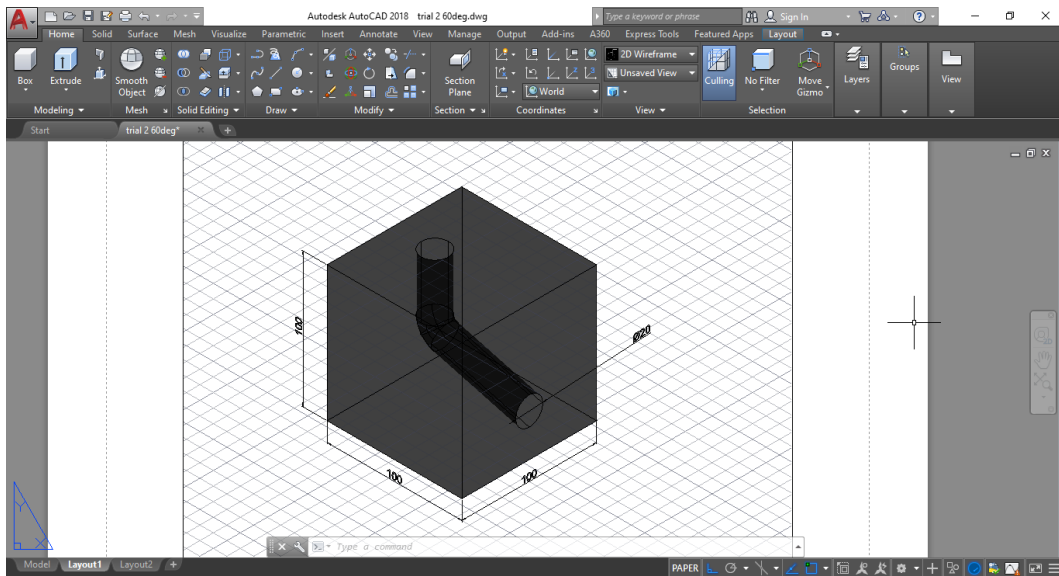 Autodesk AutoCAD 2018 trial 2 60deg.dwg
Type a keyword or phrase
Sign In
Home Solid Surface Mesh Visualize Parametric Insert Annotate View Manage Output Add-ins A360 Express Tools Featured Apps Layout
Box
Extrude
Smooth
Object
Section
Plane
World
2D Wireframe
Unsaved View
Culling
No Filter
Move
Gizmo
Layers
Groups
View
Modeling Mesh Solid Editing Draw Modify Section Coordinates View Selection
Start
trial 2 60deg*
100
Ø20
100
100
Y
X
Type a command
Model Layout1 Layout2 +
PAPER